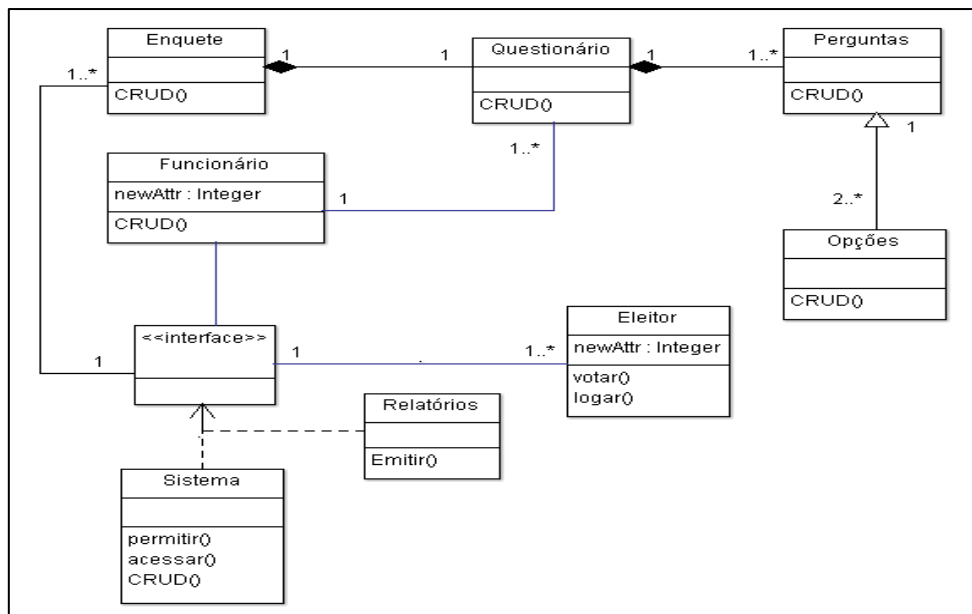 Enquete
CRUD()
1
1
Questionário
CRUD()
1
1..*
Perguntas
CRUD()
1..*
1
1..*
Funcionário
newAttr : Integer
CRUD()
1
2..*
Opções
CRUD()
<<interface>>
1
1
1..*
Eleitor
newAttr : Integer
votar()
logar()
Relatórios
Emitir()
Sistema
permitir()
acessar()
CRUD()